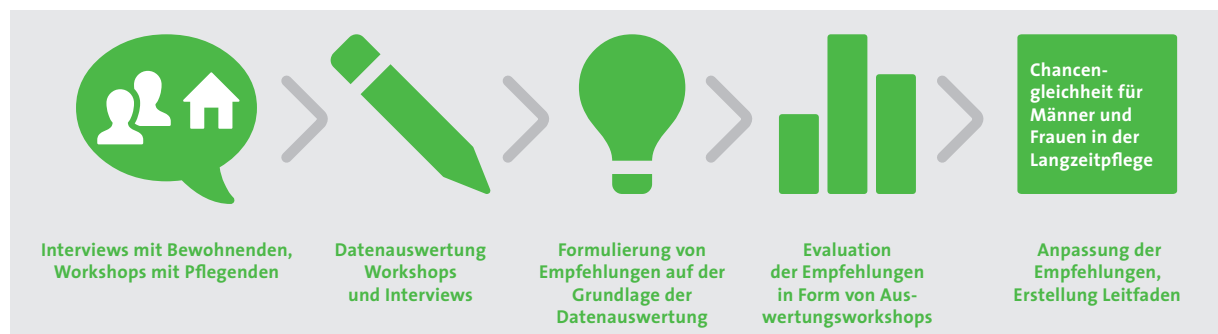 Chancen-
gleichheit für
Männer und
Frauen in der
Langzeitpflege
Interviews mit Bewohnenden,
Workshops mit Pflegenden
Datenauswertung
Workshops
und Interviews
Formulierung von
Empfehlungen auf der
Grundlage der
Datenauswertung
Evaluation
der Empfehlungen
in Form von Aus-
wertungsworkshops
Anpassung der
Empfehlungen,
Erstellung Leitfaden